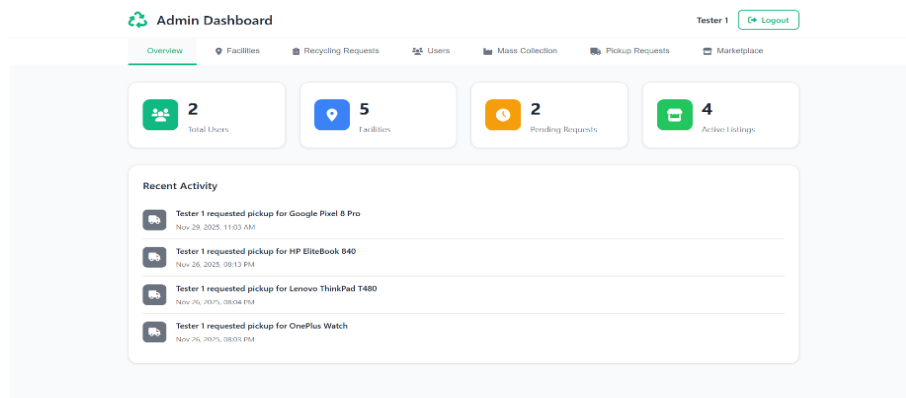 Admin Dashboard
Tester 1
Logout
Overview
Facilities
Recycling Requests
Users
Mass Collection
Pickup Requests
Marketplace
2
Total Users
5
Facilities
2
Pending Requests
4
Active Listings
Recent Activity
Tester 1 requested pickup for Google Pixel 8 Pro
Nov 29, 2025, 11:03 AM
Tester 1 requested pickup for HP EliteBook 840
Nov 26, 2025, 08:13 PM
Tester 1 requested pickup for Lenovo ThinkPad T480
Nov 26, 2025, 08:04 PM
Tester 1 requested pickup for OnePlus Watch
Nov 26, 2025, 08:03 PM